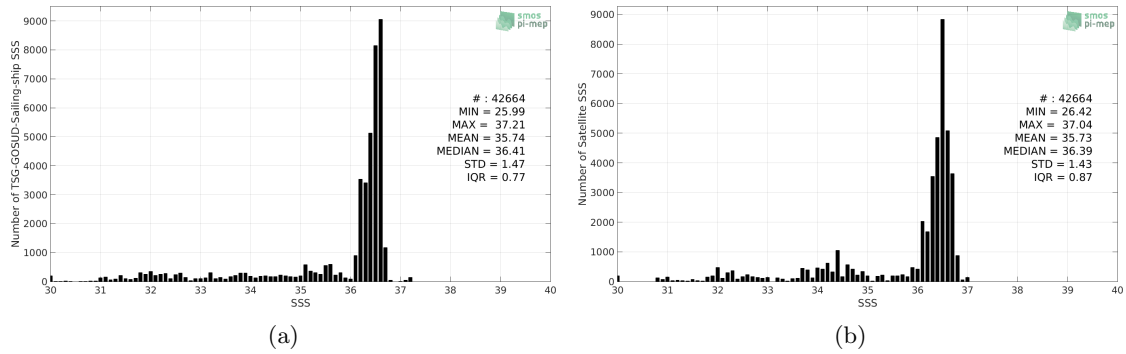 Number of TSG-GOSUD-Sailing-ship SSS
9000
8000
7000
6000
5000
4000
3000
2000
1000
0
30 31 32 33 34 35 36 37 38 39 40
SSS
smos
pi-mep
# : 42664
MIN = 25.99
MAX = 37.21
MEAN = 35.74
MEDIAN = 36.41
STD = 1.47
IQR = 0.77
(a)
Number of Satellite SSS
9000
8000
7000
6000
5000
4000
3000
2000
1000
0
30 31 32 33 34 35 36 37 38 39 40
SSS
smos
pi-mep
# : 42664
MIN = 26.42
MAX = 37.04
MEAN = 35.73
MEDIAN = 36.39
STD = 1.43
IQR = 0.87
(b)